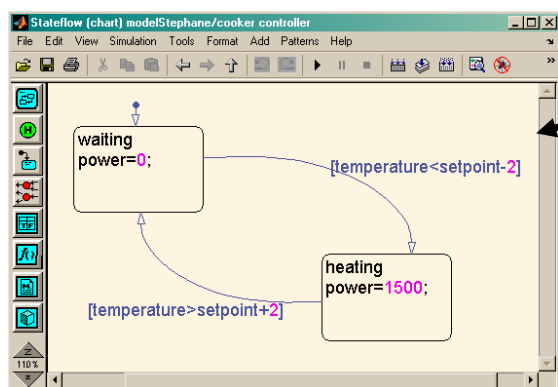 Stateflow (chart) modelStephane/cooker controller
File Edit View Simulation Tools Format Add Patterns Help
waiting
power=0;
[temperature<setpoint-2]
heating
power=1500;
[temperature>setpoint+2]
110%